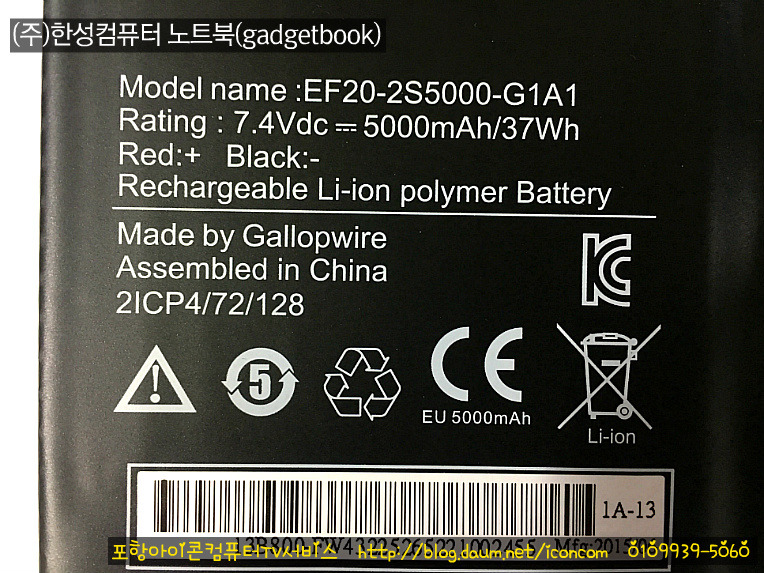 (주)한성컴퓨터 노트북(gadgetbook)
Model name :EF20-2S5000-G1A1
Rating : 7.4Vdc ⎓ 5000mAh/37Wh
Red:+ Black:-
Rechargeable Li-ion polymer Battery
Made by Gallopwire
Assembled in China
2ICP4/72/128
5
CE
EU 5000mAh
Li-ion
1A-13
포항아이콘컴퓨터TV서비스 http://blog.daum.net/iconcom 0109939-5060